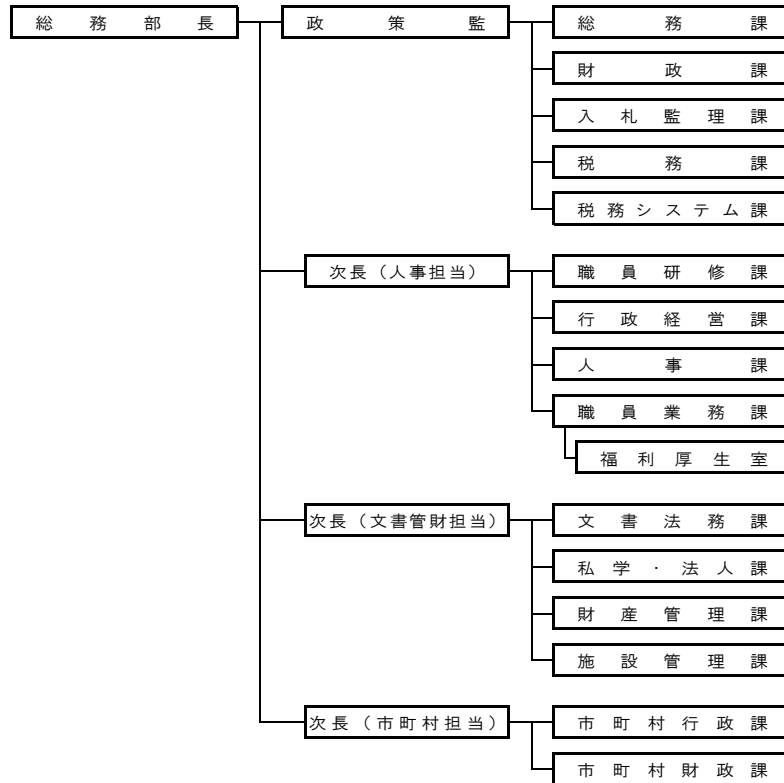 総務部長 政策監 総務課
財政課
入札監理課
税務課
税務システム課
次長（人事担当） 職員研修課
行政経営課
人事課
職員業務課
福利厚生室
次長（文書管財担当） 文書法務課
私学・法人課
財産管理課
施設管理課
次長（市町村担当） 市町村行政課
市町村財政課